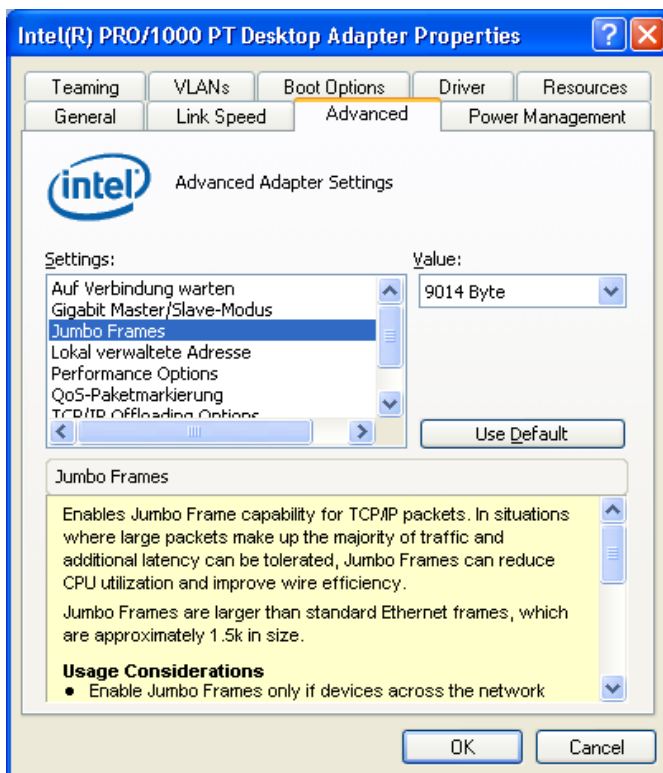 Intel(R) PRO/1000 PT Desktop Adapter Properties
Teaming VLANs Boot Options Driver Resources
General Link Speed Advanced Power Management
intel
Advanced Adapter Settings
Settings:
Value:
Auf Verbindung warten
9014 Byte
Gigabit Master/Slave-Modus
Jumbo Frames
Lokal verwaltete Adresse
Performance Options
QoS-Paketmarkierung
TCP/IP Offloading Options
Use Default
Jumbo Frames
Enables Jumbo Frame capability for TCP/IP packets. In situations
where large packets make up the majority of traffic and
additional latency can be tolerated, Jumbo Frames can reduce
CPU utilization and improve wire efficiency.
Jumbo Frames are larger than standard Ethernet frames, which
are approximately 1.5k in size.
Usage Considerations
• Enable Jumbo Frames only if devices across the network
OK Cancel